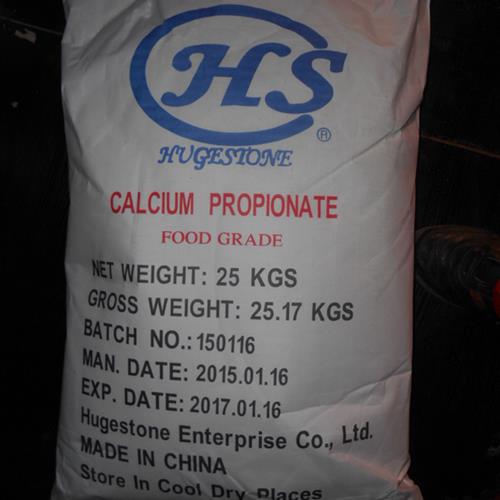 HS
®
HUGESTONE
CALCIUM PROPIONATE
FOOD GRADE
NET WEIGHT: 25 KGS
GROSS WEIGHT: 25.17 KGS
BATCH NO.: 150116
MAN. DATE: 2015.01.16
EXP. DATE: 2017.01.16
Hugestone Enterprise Co., Ltd.
MADE IN CHINA
Store In Cool Dry Places